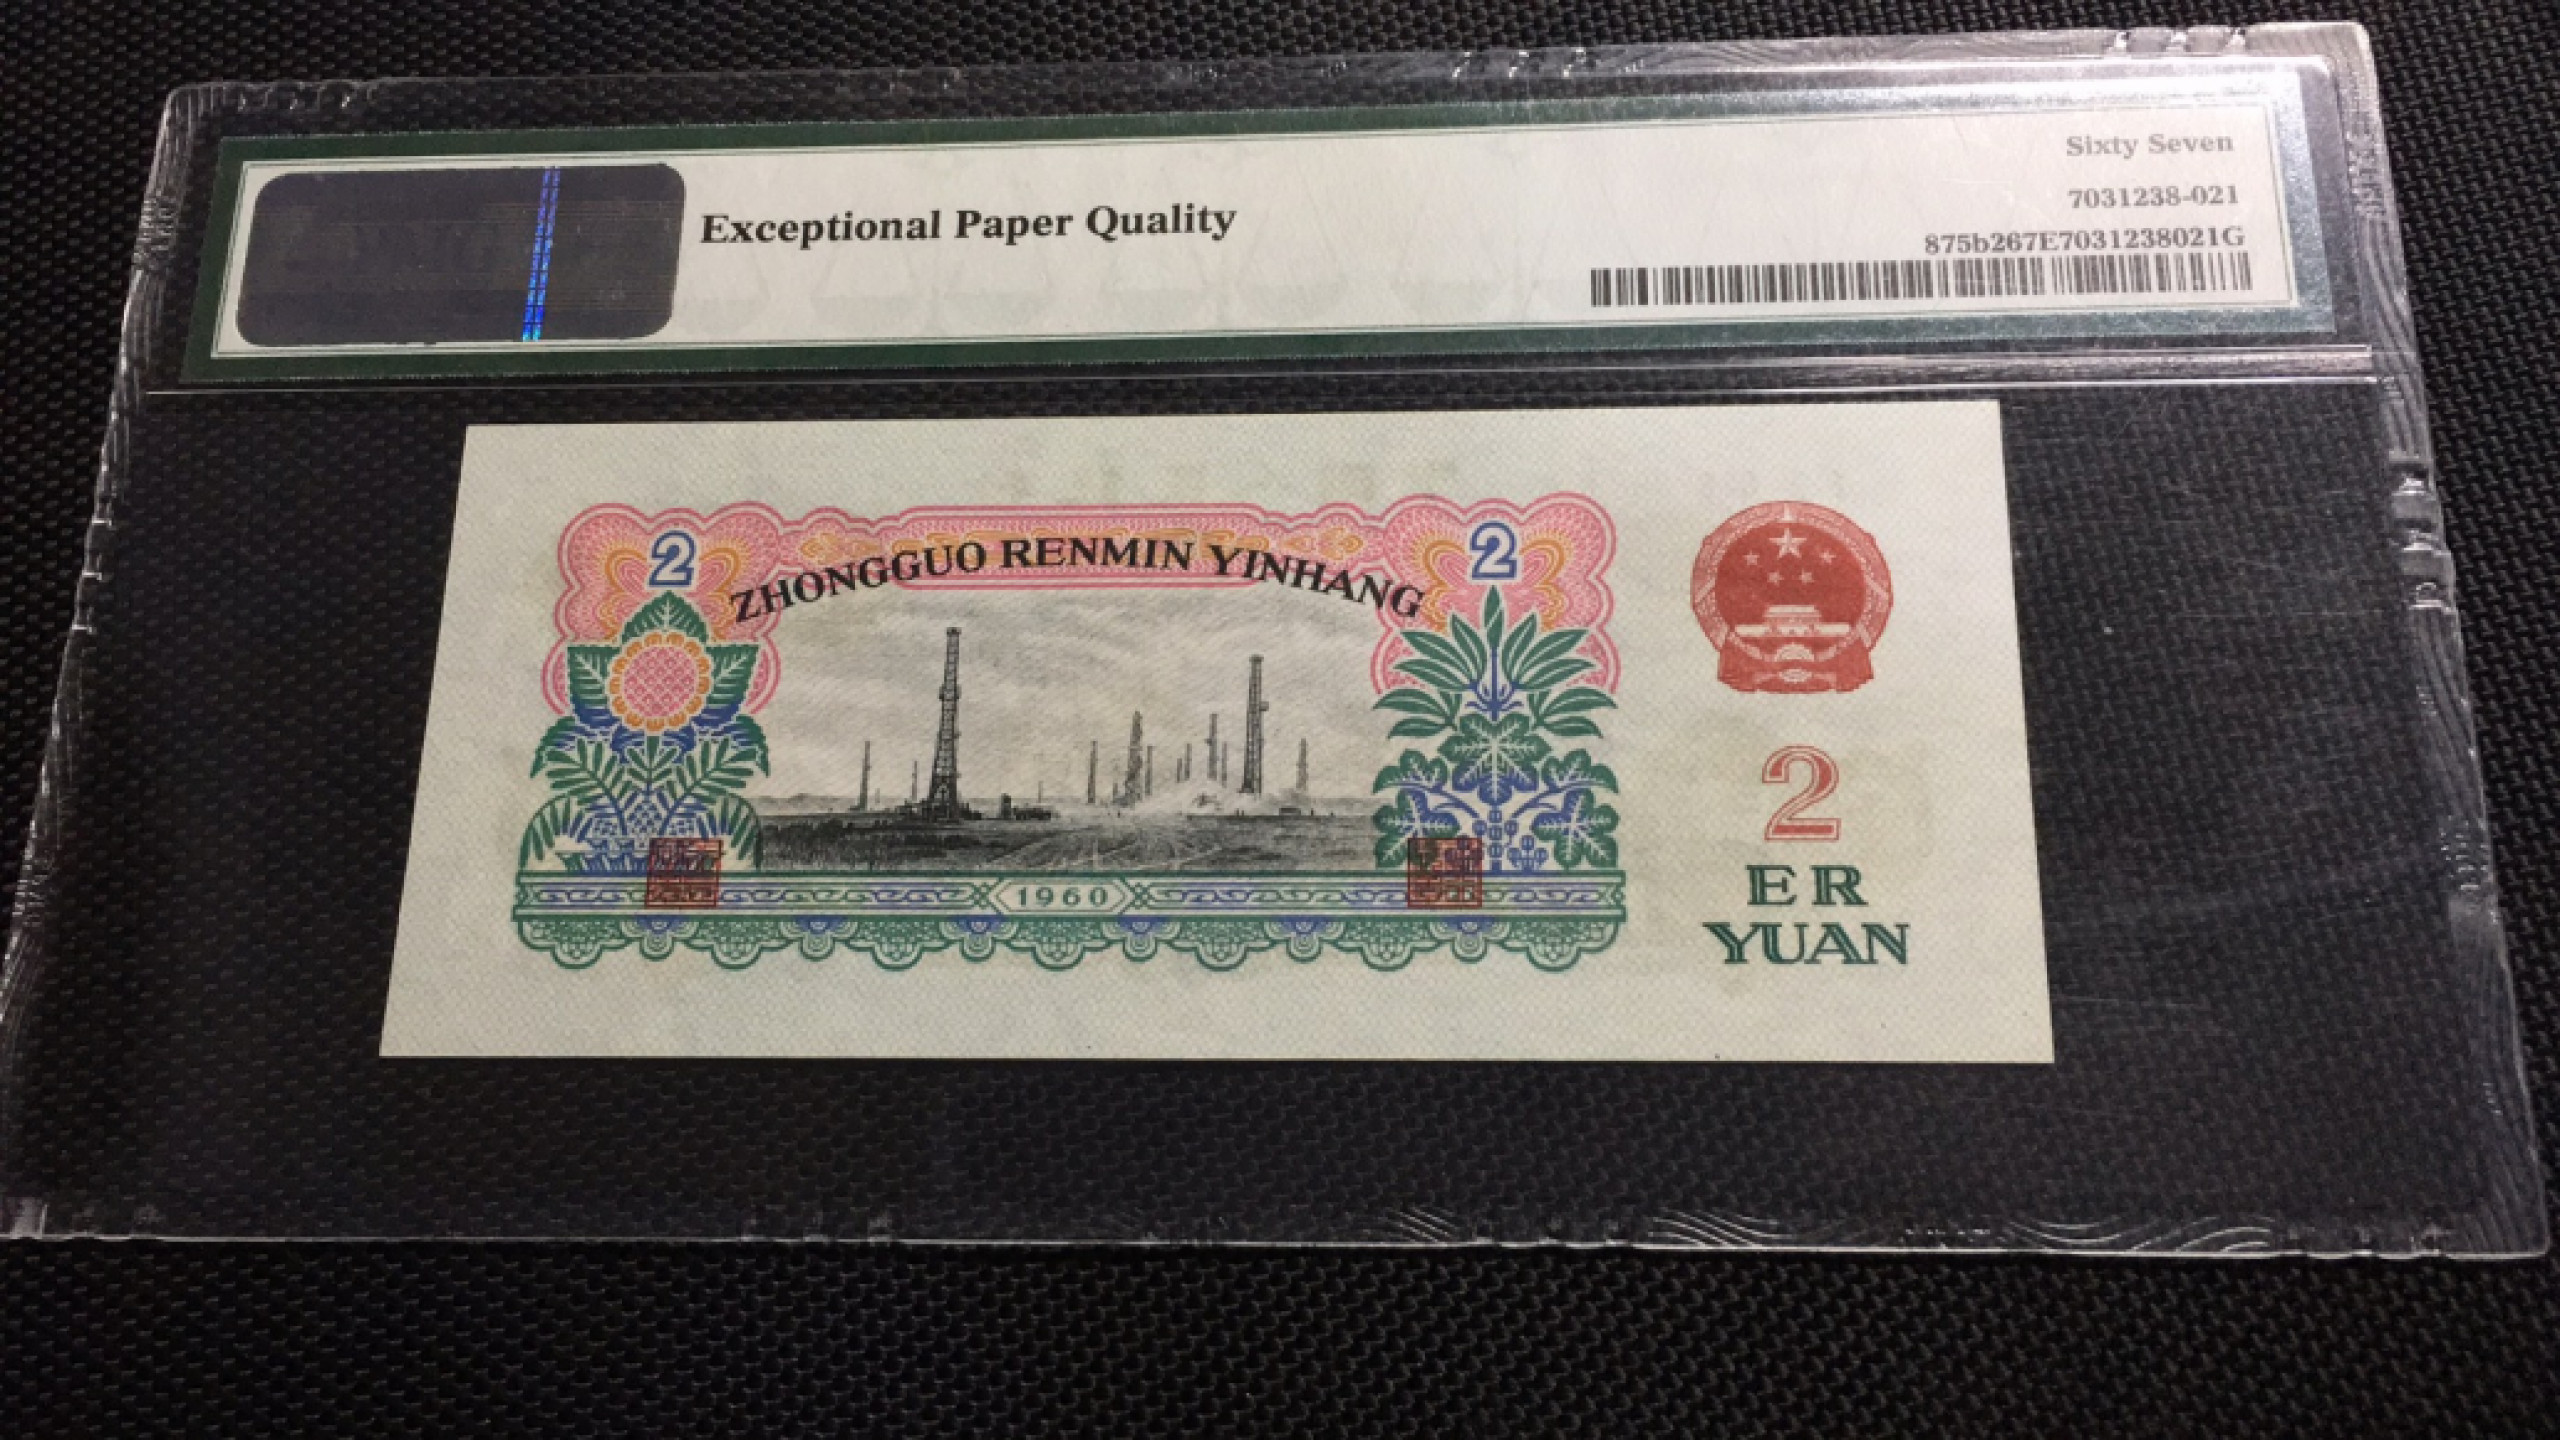 Sixty Seven
7031238-021
Exceptional Paper Quality
875b267E7031238021G
2
2
ZHONGGUO RENMIN YINHANG
2
ER
YUAN
1960